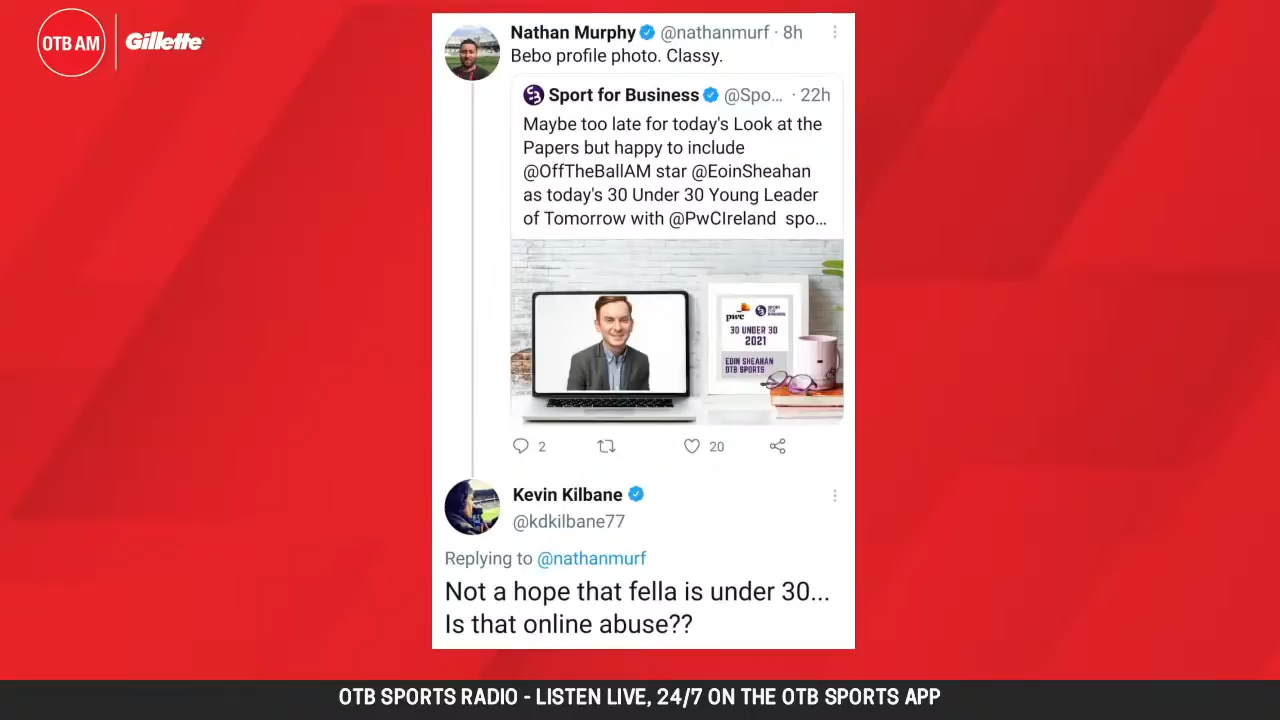 OTB AM
Gillette
Nathan Murphy @nathanmurf · 8h
Bebo profile photo. Classy.
Sport for Business @Spo... · 22h
Maybe too late for today's Look at the
Papers but happy to include
@OffTheBallAM star @EoinSheahan
as today's 30 Under 30 Young Leader
of Tomorrow with @PwCIreland spo...
pwc
SPORT
FOR
BUSINESS
30 UNDER 30
2021
EOIN SHEAHAN
OTB SPORTS
2
20
Kevin Kilbane
@kdkilbane77
Replying to @nathanmurf
Not a hope that fella is under 30...
Is that online abuse??
OTB SPORTS RADIO - LISTEN LIVE, 24/7 ON THE OTB SPORTS APP